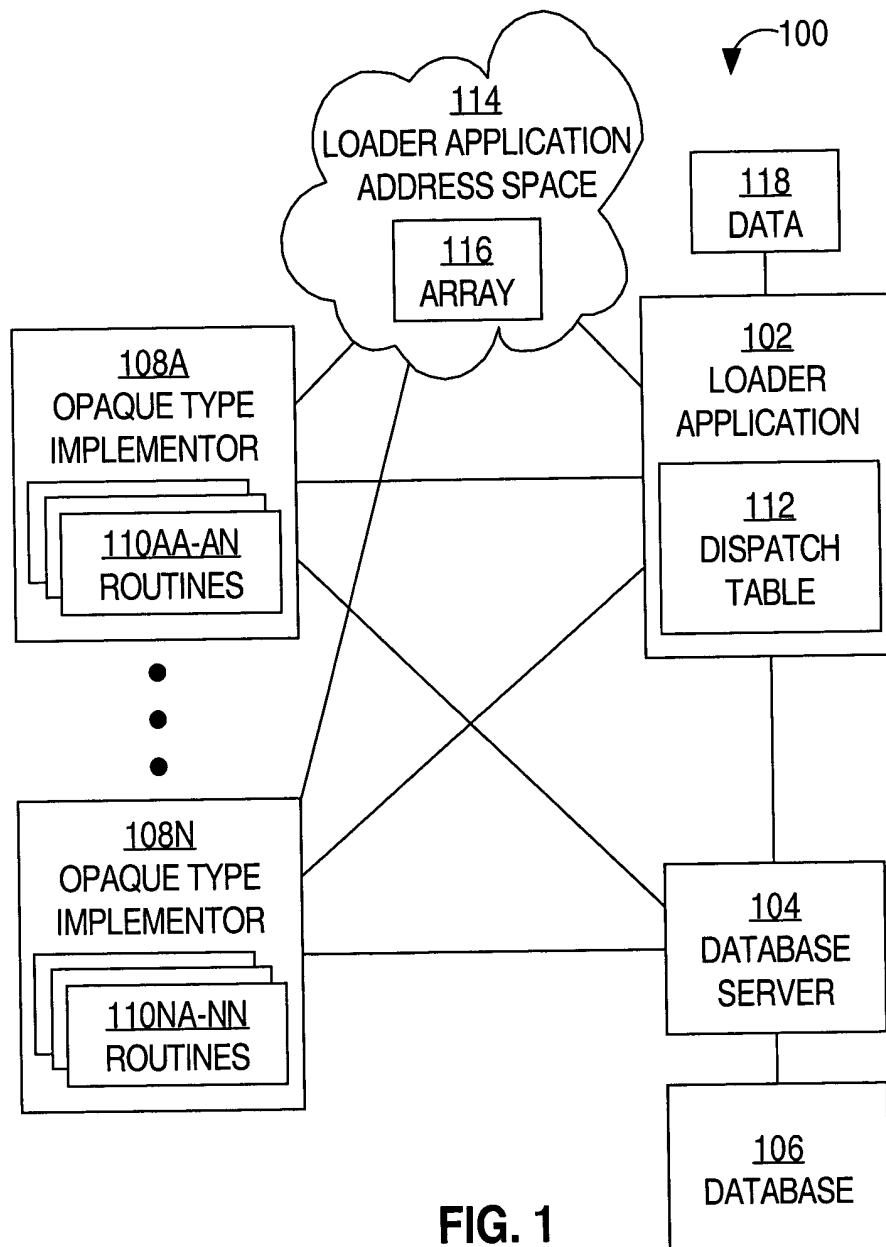 100
114
LOADER APPLICATION
ADDRESS SPACE
116
ARRAY
118
DATA
108A
OPAQUE TYPE
IMPLEMENTOR
110AA-AN
ROUTINES
102
LOADER
APPLICATION
112
DISPATCH
TABLE
108N
OPAQUE TYPE
IMPLEMENTOR
110NA-NN
ROUTINES
104
DATABASE
SERVER
106
DATABASE
FIG. 1